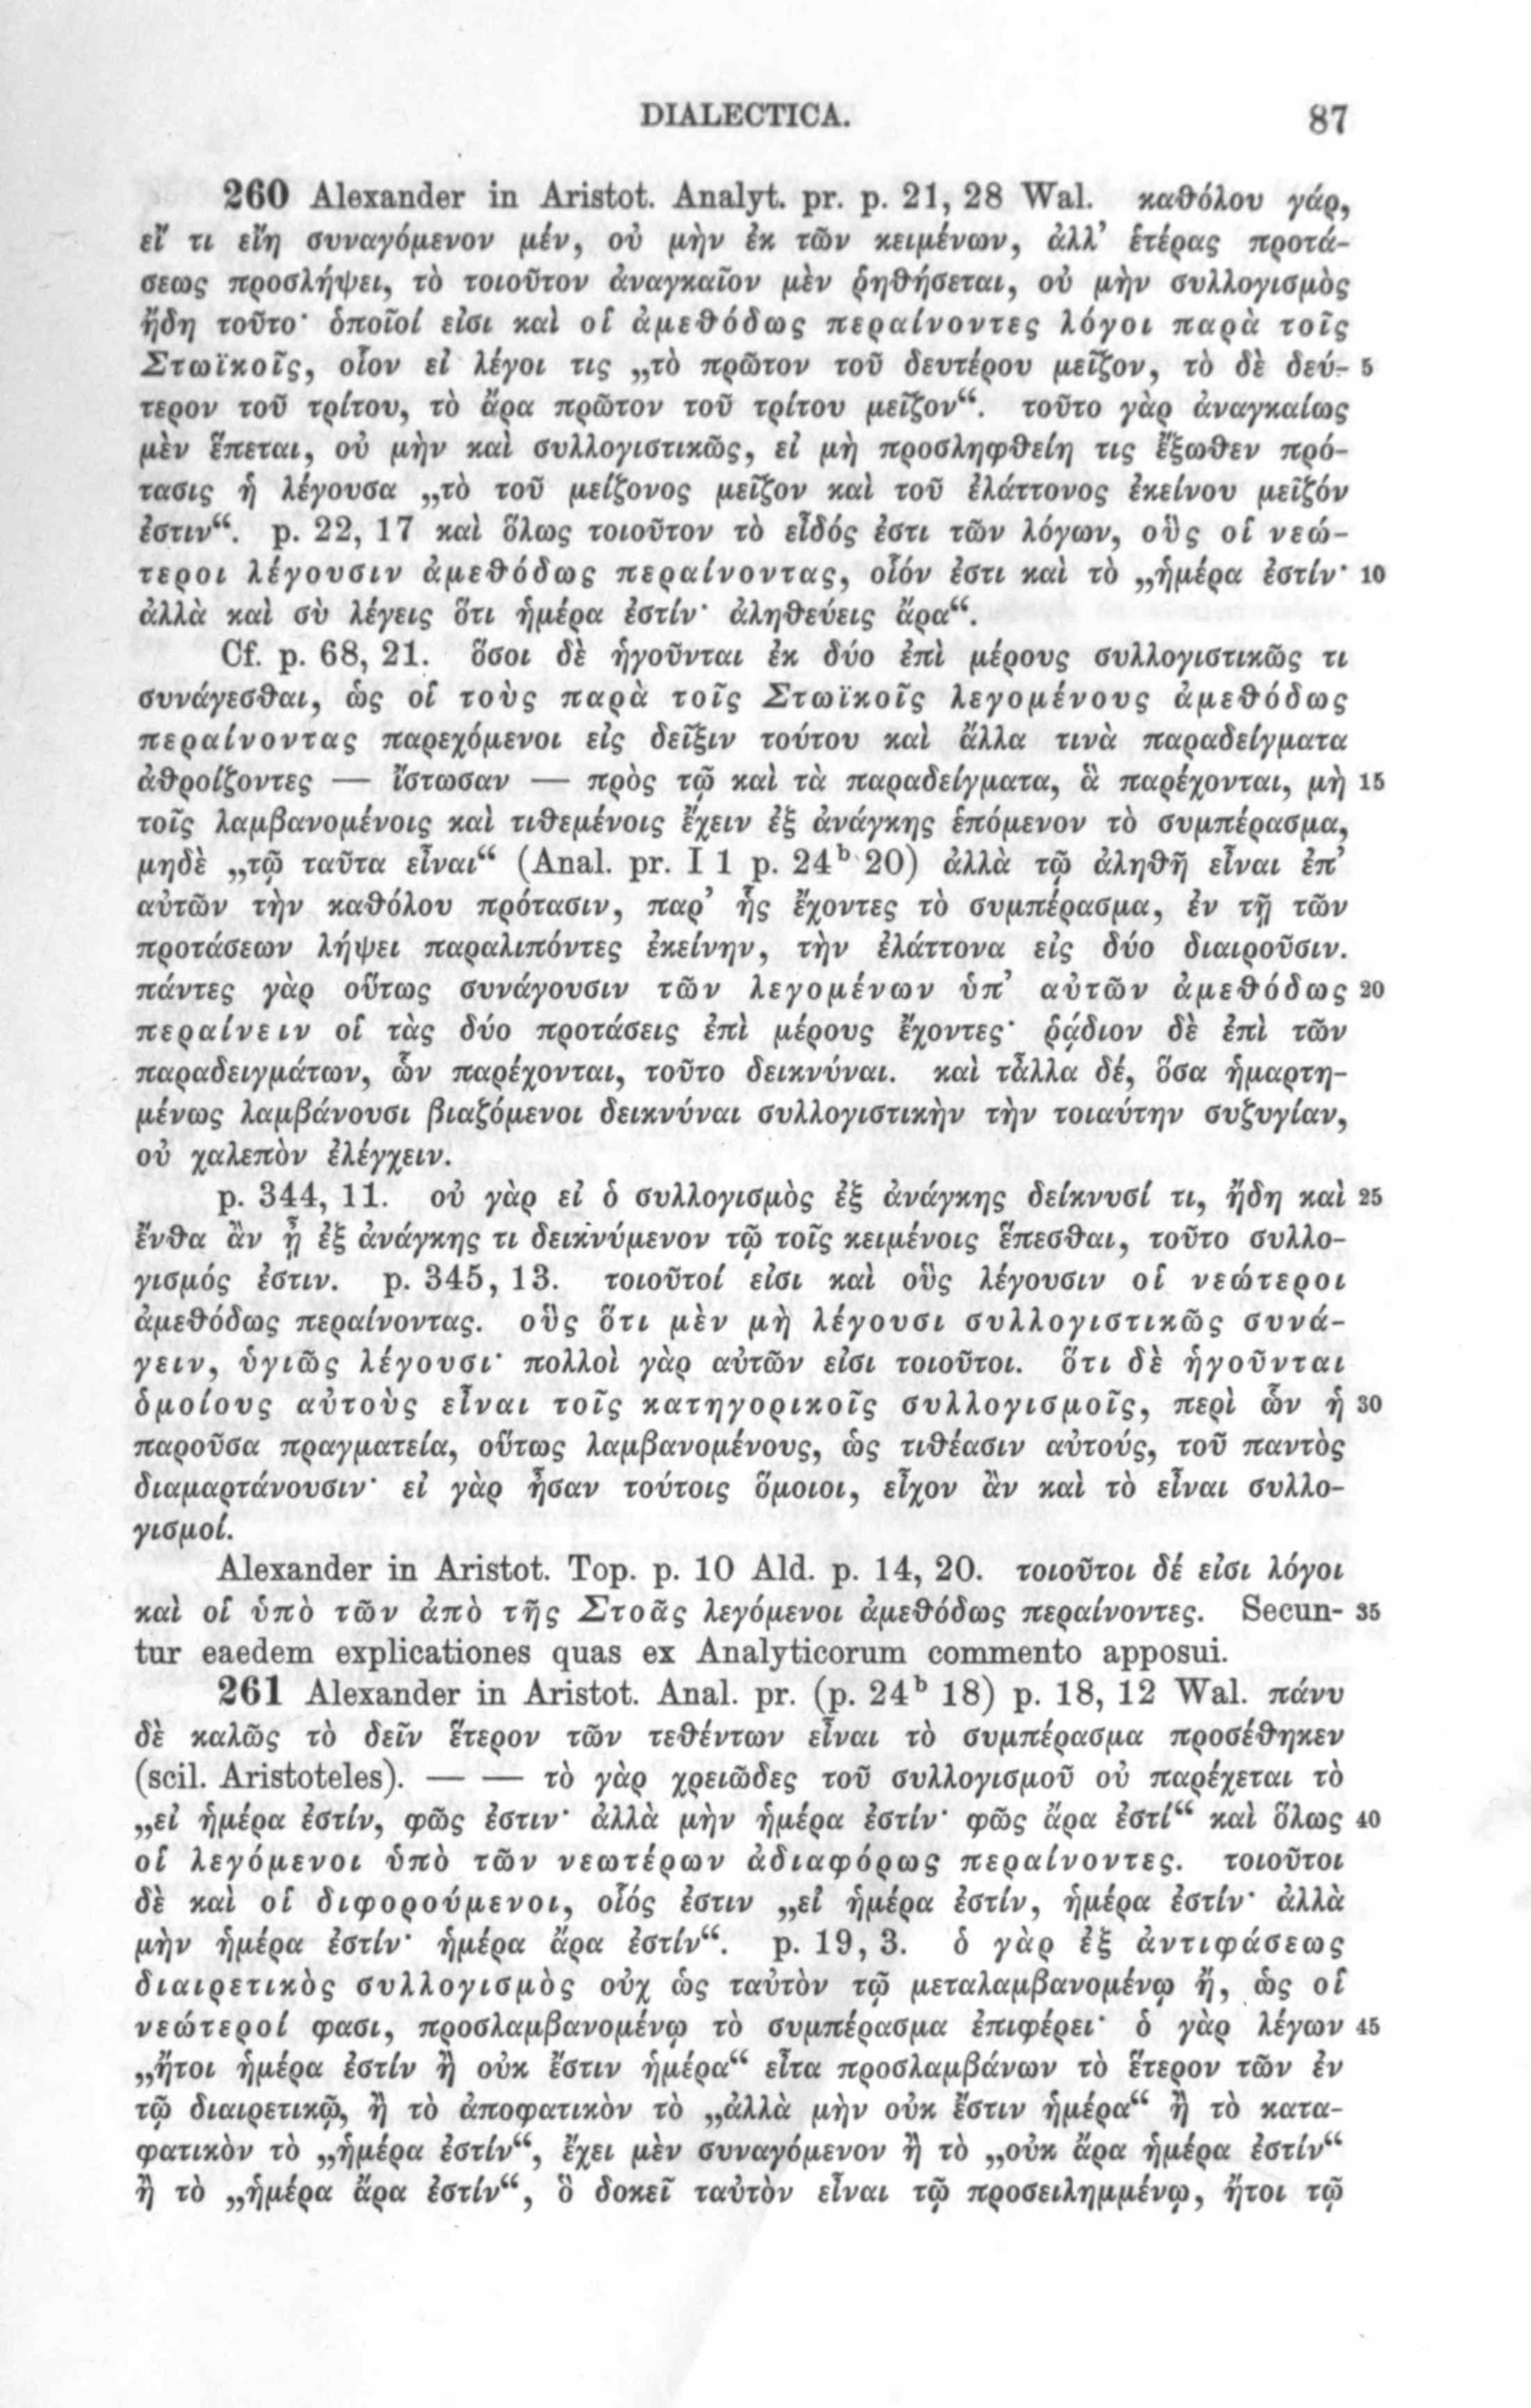 DIALECTICA. 87
260 Alexander in Aristot. Analyt. pr. p. 21, 28 Wal. καθόλου γάρ,
εἴ τι εἴη συναγόμενον μέν, οὐ μὴν ἐκ τῶν κειμένων, ἀλλ' ἑτέρας προτά-
σεως προσλήψει, τὸ τοιοῦτον ἀναγκαῖον μὲν ῥηθήσεται, οὐ μὴν συλλογισμὸς
ἤδη τοῦτο· ὁποῖοί εἰσι καὶ οἱ ἀμεθόδως περαίνοντες λόγοι παρὰ τοῖς
Στωϊκοῖς, οἷον εἰ λέγοι τις „τὸ πρῶτον τοῦ δευτέρου μεῖζον, τὸ δὲ δεύ- 5
τερον τοῦ τρίτου, τὸ ἄρα πρῶτον τοῦ τρίτου μεῖζον“. τοῦτο γὰρ ἀναγκαίως
μὲν ἕπεται, οὐ μὴν καὶ συλλογιστικῶς, εἰ μὴ προσληφθείη τις ἔξωθεν πρό-
τασις ἡ λέγουσα „τὸ τοῦ μείζονος μεῖζον καὶ τοῦ ἐλάττονος ἐκείνου μεῖζόν
ἐστιν“. p. 22, 17 καὶ ὅλως τοιοῦτον τὸ εἶδός ἐστι τῶν λόγων, οὓς οἱ νεώ-
τεροι λέγουσιν ἀμεθόδως περαίνοντας, οἷόν ἐστι καὶ τὸ „ἡμέρα ἐστίν· 10
ἀλλὰ καὶ σὺ λέγεις ὅτι ἡμέρα ἐστίν· ἀληθεύεις ἄρα“.
Cf. p. 68, 21. ὅσοι δὲ ἡγοῦνται ἐκ δύο ἐπὶ μέρους συλλογιστικῶς τι
συνάγεσθαι, ὡς οἱ τοὺς παρὰ τοῖς Στωϊκοῖς λεγομένους ἀμεθόδως
περαίνοντας παρεχόμενοι εἰς δεῖξιν τούτου καὶ ἄλλα τινὰ παραδείγματα
ἀθροίζοντες — ἴστωσαν — πρὸς τῷ καὶ τὰ παραδείγματα, ἃ παρέχονται, μὴ 15
τοῖς λαμβανομένοις καὶ τιθεμένοις ἔχειν ἐξ ἀνάγκης ἑπόμενον τὸ συμπέρασμα,
μηδὲ „τῷ ταῦτα εἶναι“ (Anal. pr. I 1 p. 24ᵇ 20) ἀλλὰ τῷ ἀληθῆ εἶναι ἐπ'
αὐτῶν τὴν καθόλου πρότασιν, παρ' ἧς ἔχοντες τὸ συμπέρασμα, ἐν τῇ τῶν
προτάσεων λήψει παραλιπόντες ἐκείνην, τὴν ἐλάττονα εἰς δύο διαιροῦσιν.
πάντες γὰρ οὕτως συνάγουσιν τῶν λεγομένων ὑπ' αὐτῶν ἀμεθόδως 20
περαίνειν οἱ τὰς δύο προτάσεις ἐπὶ μέρους ἔχοντες· ῥᾴδιον δὲ ἐπὶ τῶν
παραδειγμάτων, ὧν παρέχονται, τοῦτο δεικνύναι. καὶ τἆλλα δέ, ὅσα ἡμαρτη-
μένως λαμβάνουσι βιαζόμενοι δεικνύναι συλλογιστικὴν τὴν τοιαύτην συζυγίαν,
οὐ χαλεπὸν ἐλέγχειν.
p. 344, 11. οὐ γὰρ εἰ ὁ συλλογισμὸς ἐξ ἀνάγκης δείκνυσί τι, ἤδη καὶ 25
ἔνθα ἂν ᾖ ἐξ ἀνάγκης τι δεικνύμενον τῷ τοῖς κειμένοις ἕπεσθαι, τοῦτο συλλο-
γισμός ἐστιν. p. 345, 13. τοιοῦτοί εἰσι καὶ οὓς λέγουσιν οἱ νεώτεροι
ἀμεθόδως περαίνοντας. οὓς ὅτι μὲν μὴ λέγουσι συλλογιστικῶς συνά-
γειν, ὑγιῶς λέγουσι· πολλοὶ γὰρ αὐτῶν εἰσι τοιοῦτοι. ὅτι δὲ ἡγοῦνται
ὁμοίους αὐτοὺς εἶναι τοῖς κατηγορικοῖς συλλογισμοῖς, περὶ ὧν ἡ 30
παροῦσα πραγματεία, οὕτως λαμβανομένους, ὡς τιθέασιν αὐτούς, τοῦ παντὸς
διαμαρτάνουσιν· εἰ γὰρ ἦσαν τούτοις ὅμοιοι, εἶχον ἂν καὶ τὸ εἶναι συλλο-
γισμοί.
Alexander in Aristot. Top. p. 10 Ald. p. 14, 20. τοιοῦτοι δέ εἰσι λόγοι
καὶ οἱ ὑπὸ τῶν ἀπὸ τῆς Στοᾶς λεγόμενοι ἀμεθόδως περαίνοντες. Secun- 35
tur eaedem explicationes quas ex Analyticorum commento apposui.
261 Alexander in Aristot. Anal. pr. (p. 24ᵇ 18) p. 18, 12 Wal. πάνυ
δὲ καλῶς τὸ δεῖν ἕτερον τῶν τεθέντων εἶναι τὸ συμπέρασμα προσέθηκεν
(scil. Aristoteles). — — τὸ γὰρ χρειῶδες τοῦ συλλογισμοῦ οὐ παρέχεται τὸ
„εἰ ἡμέρα ἐστίν, φῶς ἐστιν· ἀλλὰ μὴν ἡμέρα ἐστίν· φῶς ἄρα ἐστί“ καὶ ὅλως 40
οἱ λεγόμενοι ὑπὸ τῶν νεωτέρων ἀδιαφόρως περαίνοντες. τοιοῦτοι
δὲ καὶ οἱ διφορούμενοι, οἷός ἐστιν „εἰ ἡμέρα ἐστίν, ἡμέρα ἐστίν· ἀλλὰ
μὴν ἡμέρα ἐστίν· ἡμέρα ἄρα ἐστίν“. p. 19, 3. ὁ γὰρ ἐξ ἀντιφάσεως
διαιρετικὸς συλλογισμὸς οὐχ ὡς ταὐτὸν τῷ μεταλαμβανομένῳ ἤ, ὡς οἱ
νεώτεροί φασι, προσλαμβανομένῳ τὸ συμπέρασμα ἐπιφέρει· ὁ γὰρ λέγων 45
„ἤτοι ἡμέρα ἐστίν ἢ οὐκ ἔστιν ἡμέρα“ εἶτα προσλαμβάνων τὸ ἕτερον τῶν ἐν
τῷ διαιρετικῷ, ἢ τὸ ἀποφατικὸν τὸ „ἀλλὰ μὴν οὐκ ἔστιν ἡμέρα“ ἢ τὸ κατα-
φατικὸν τὸ „ἡμέρα ἐστίν“, ἔχει μὲν συναγόμενον ἢ τὸ „οὐκ ἄρα ἡμέρα ἐστίν“
ἢ τὸ „ἡμέρα ἄρα ἐστίν“, ὃ δοκεῖ ταὐτὸν εἶναι τῷ προσειλημμένῳ, ἤτοι τῷ